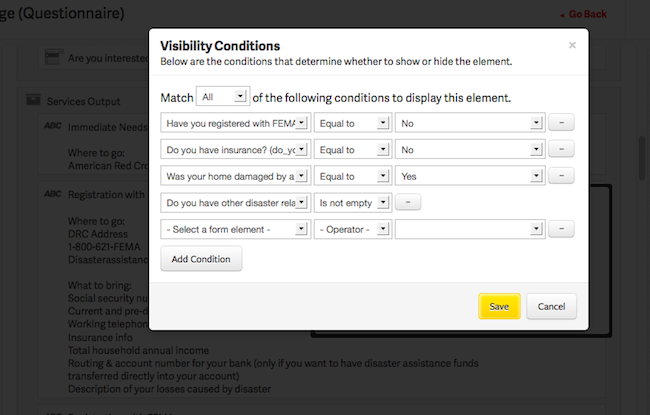 ge (Questionnaire)
Go Back
Are you interested
Services Output
ABC Immediate Needs
Where to go:
American Red Cro
ABC Registration with
Where to go:
DRC Address
1-800-621-FEMA
Disasterassistanc
What to bring:
Social security nu
Current and pre-d
Working telephon
Insurance info
Total household annual income
Routing & account number for your bank (only if you want to have disaster assistance funds
transferred directly into your account)
Description of your losses caused by disaster
Visibility Conditions
×
Below are the conditions that determine whether to show or hide the element.
Match All of the following conditions to display this element.
Have you registered with FEMA Equal to No –
Do you have insurance? (do_yo Equal to No –
Was your home damaged by a Equal to Yes –
Do you have other disaster rela Is not empty –
- Select a form element - - Operator - –
Add Condition
Save Cancel